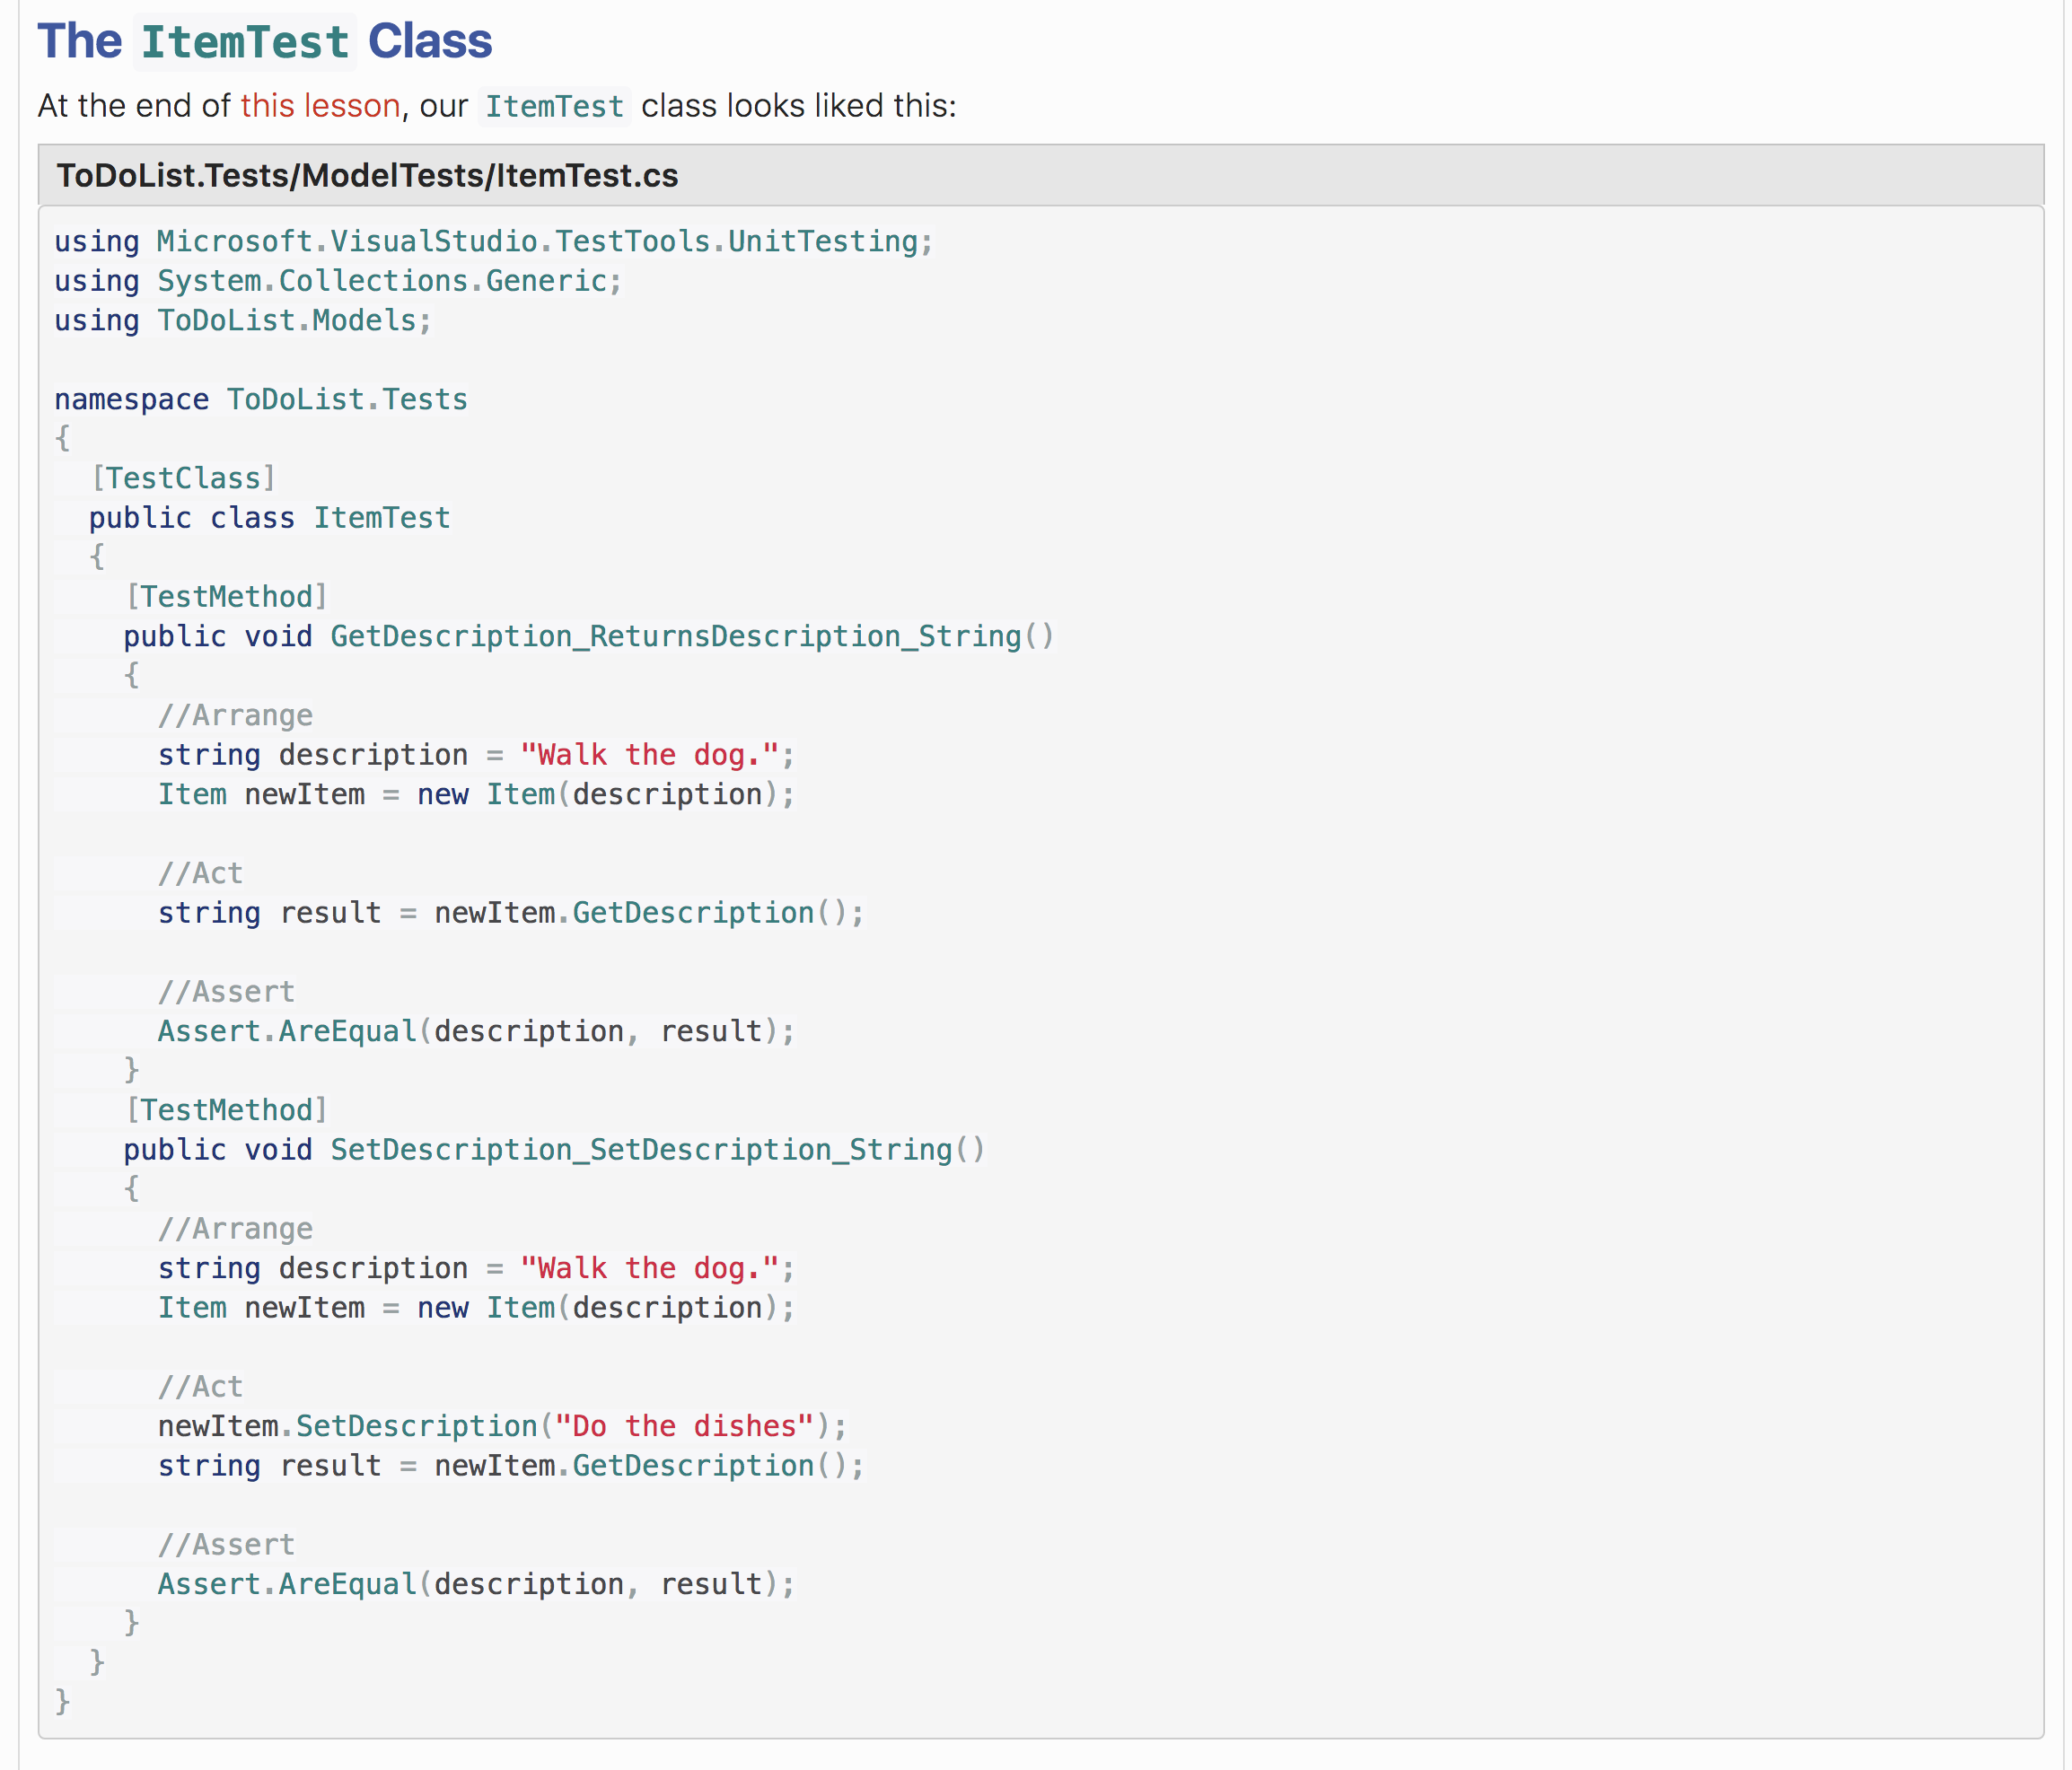 The ItemTest Class
At the end of this lesson, our ItemTest class looks liked this:
ToDoList.Tests/ModelTests/ItemTest.cs
using Microsoft.VisualStudio.TestTools.UnitTesting;
using System.Collections.Generic;
using ToDoList.Models;
namespace ToDoList.Tests
{
[TestClass]
public class ItemTest
{
[TestMethod]
public void GetDescription_ReturnsDescription_String()
{
//Arrange
string description = "Walk the dog.";
Item newItem = new Item(description);
//Act
string result = newItem.GetDescription();
//Assert
Assert.AreEqual(description, result);
}
[TestMethod]
public void SetDescription_SetDescription_String()
{
//Arrange
string description = "Walk the dog.";
Item newItem = new Item(description);
//Act
newItem.SetDescription("Do the dishes");
string result = newItem.GetDescription();
//Assert
Assert.AreEqual(description, result);
}
}
}